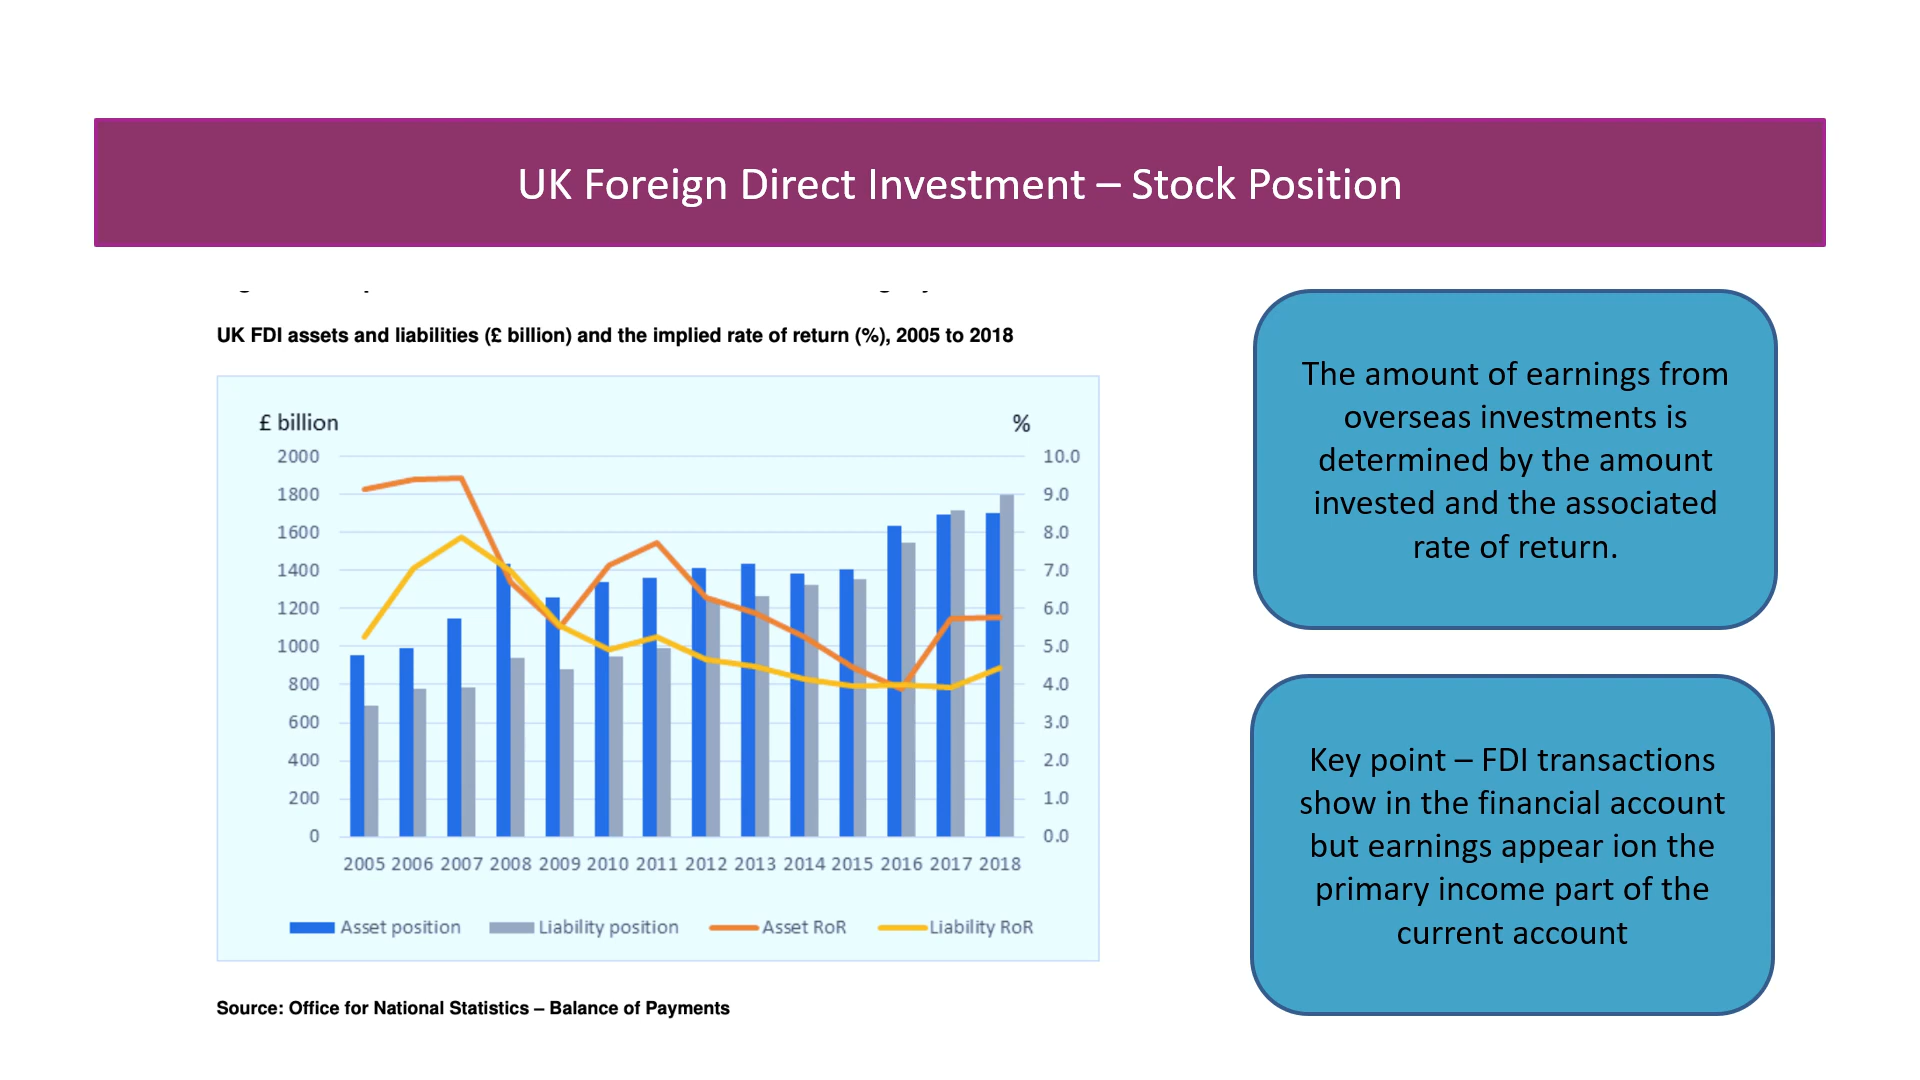 UK Foreign Direct Investment – Stock Position
UK FDI assets and liabilities (£ billion) and the implied rate of return (%), 2005 to 2018
£ billion
%
2000
1800
1600
1400
1200
1000
800
600
400
200
0
10.0
9.0
8.0
7.0
6.0
5.0
4.0
3.0
2.0
1.0
0.0
2005 2006 2007 2008 2009 2010 2011 2012 2013 2014 2015 2016 2017 2018
Asset position Liability position Asset RoR Liability RoR
Source: Office for National Statistics – Balance of Payments
The amount of earnings from
overseas investments is
determined by the amount
invested and the associated
rate of return.
Key point – FDI transactions
show in the financial account
but earnings appear ion the
primary income part of the
current account